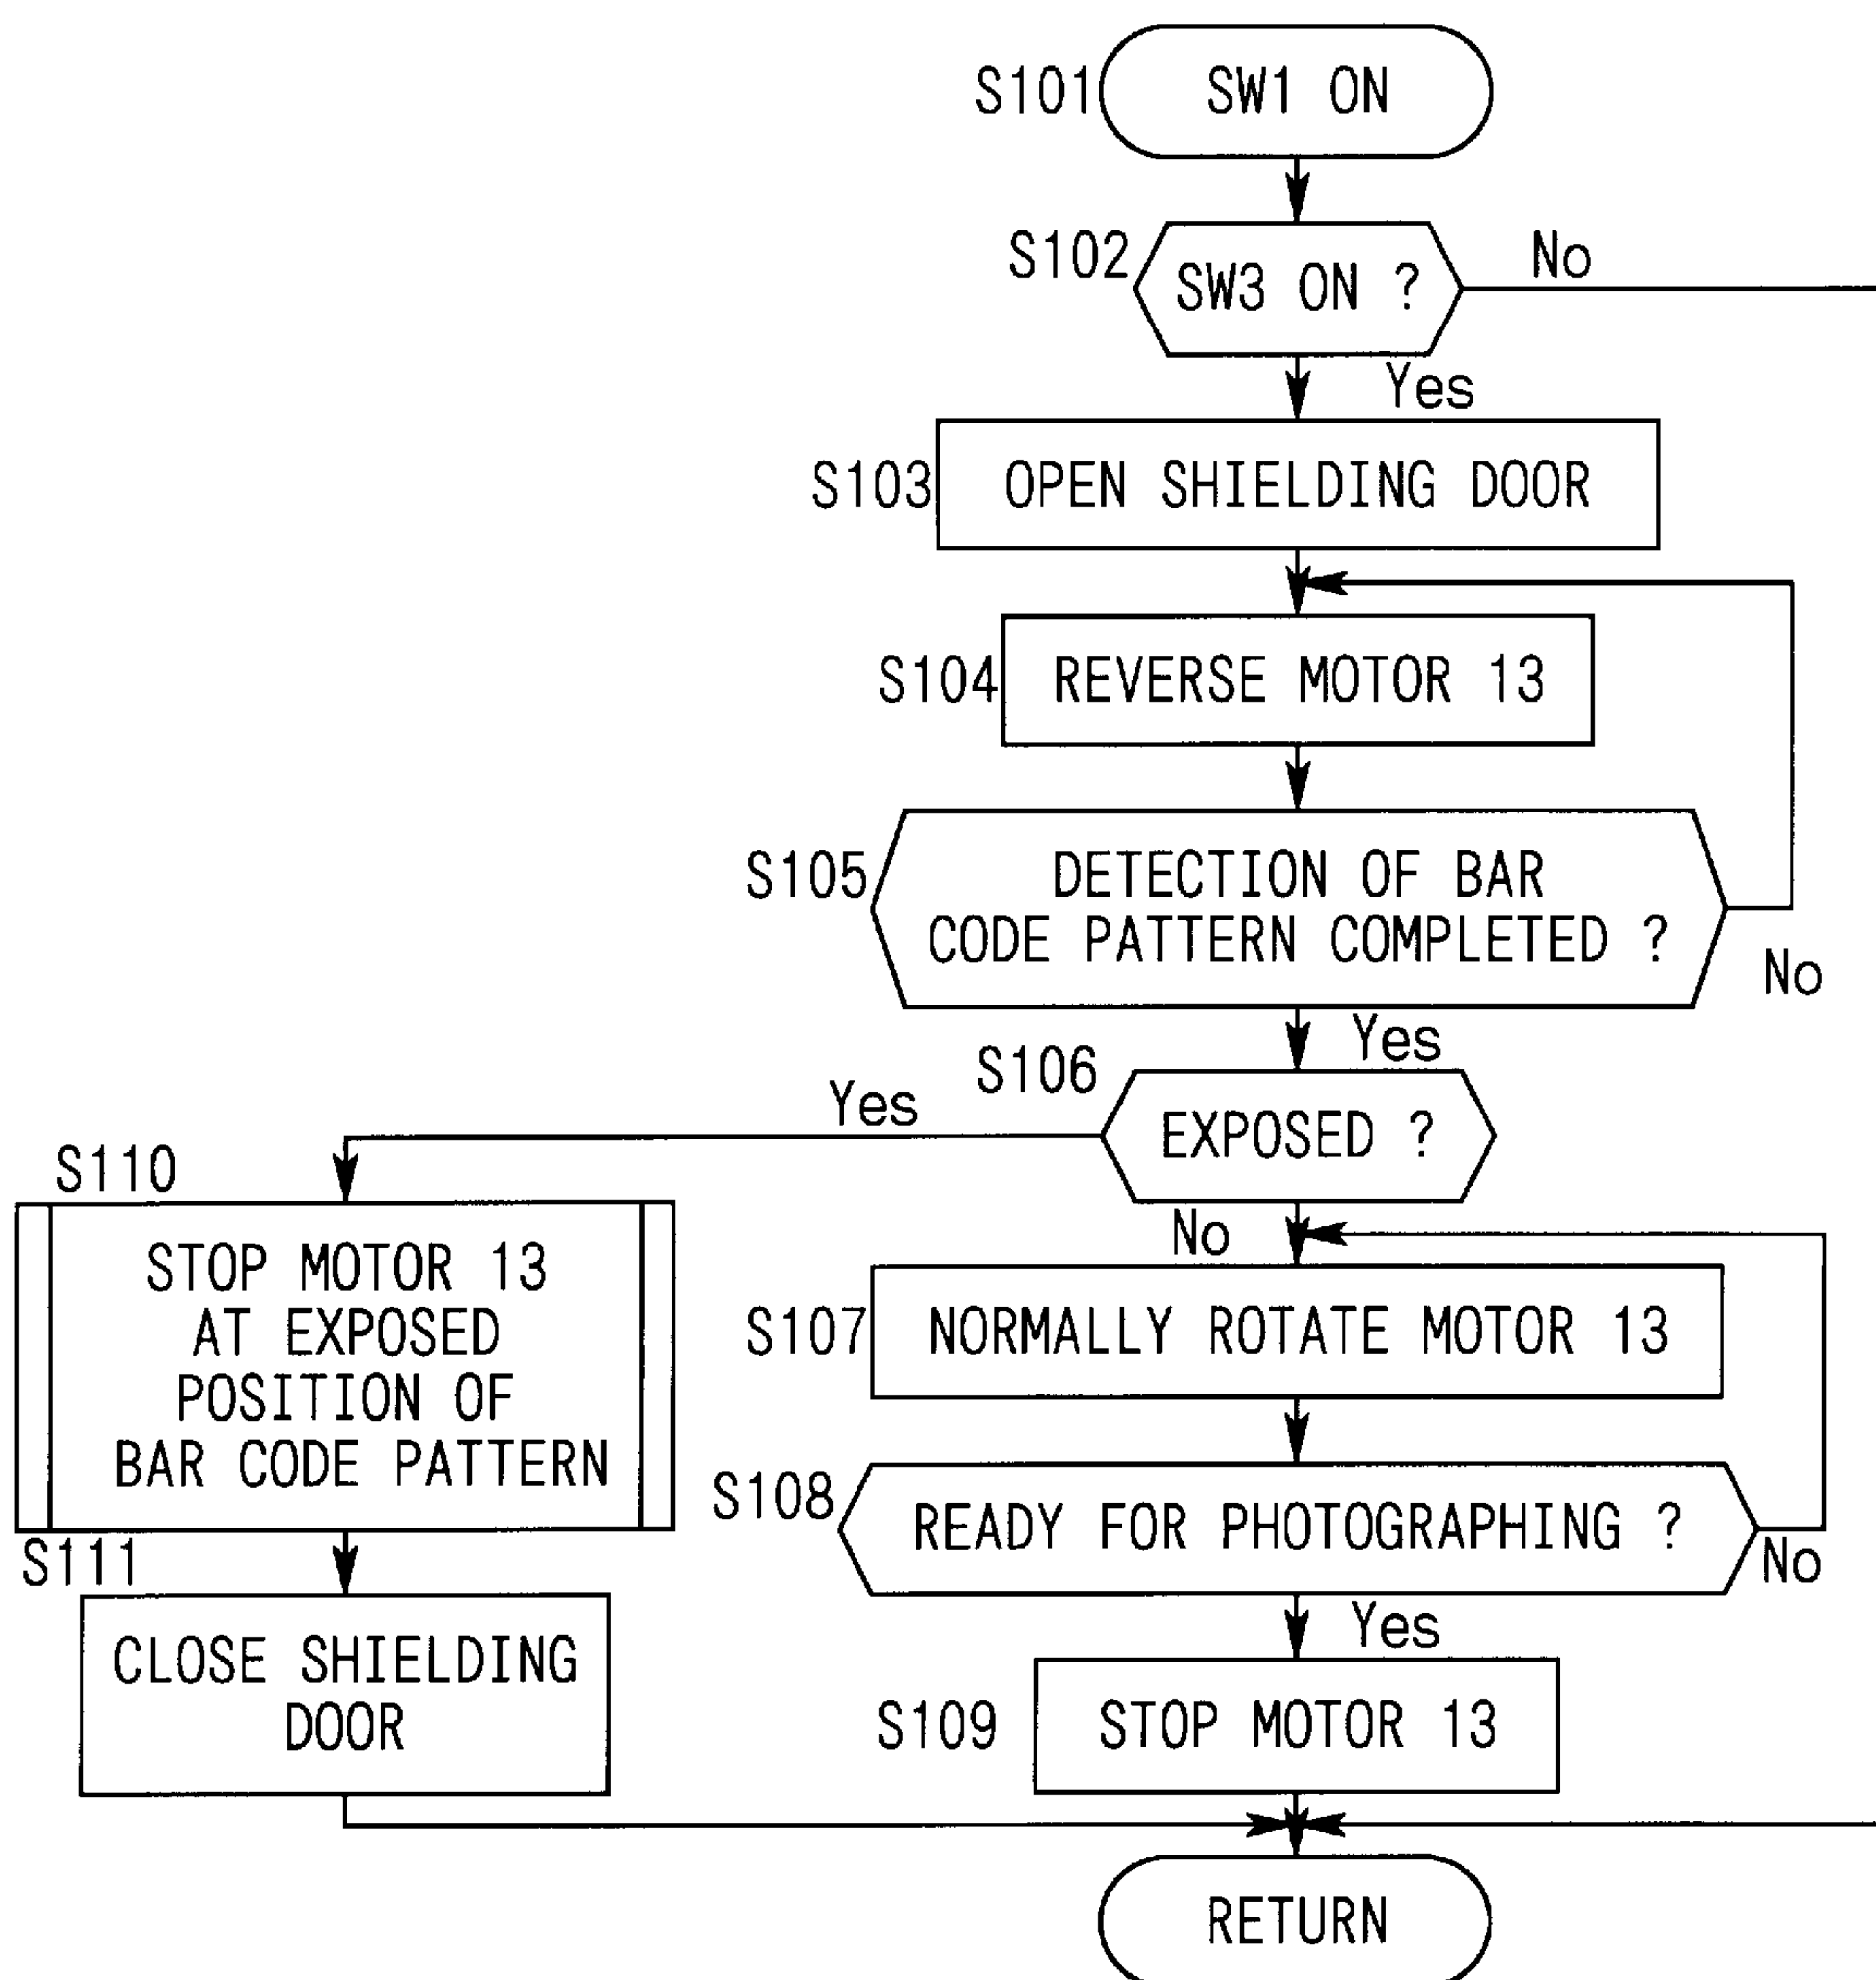 S101
SW1 ON
S102
SW3 ON ?
No
Yes
S103
OPEN SHIELDING DOOR
S104
REVERSE MOTOR 13
S105
DETECTION OF BAR
CODE PATTERN COMPLETED ?
No
Yes
S106
EXPOSED ?
Yes
No
S110
STOP MOTOR 13
AT EXPOSED
POSITION OF
BAR CODE PATTERN
S107
NORMALLY ROTATE MOTOR 13
S108
READY FOR PHOTOGRAPHING ?
No
Yes
S111
CLOSE SHIELDING
DOOR
S109
STOP MOTOR 13
RETURN